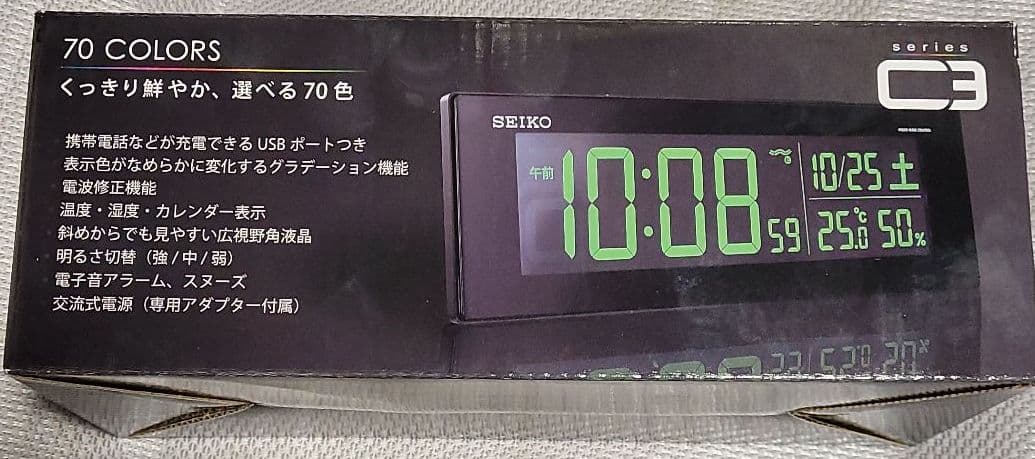 70 COLORS
くっきり鮮やか、選べる70色
携帯電話などが充電できるUSBポートつき
表示色がなめらかに変化するグラデーション機能
電波修正機能
温度・湿度・カレンダー表示
斜めからでも見やすい広視野角液晶
明るさ切替（強/中/弱）
電子音アラーム、スヌーズ
交流式電源（専用アダプター付属）
series
C3
SEIKO
午前 10:08 59
10/25 土
25.0℃ 50%